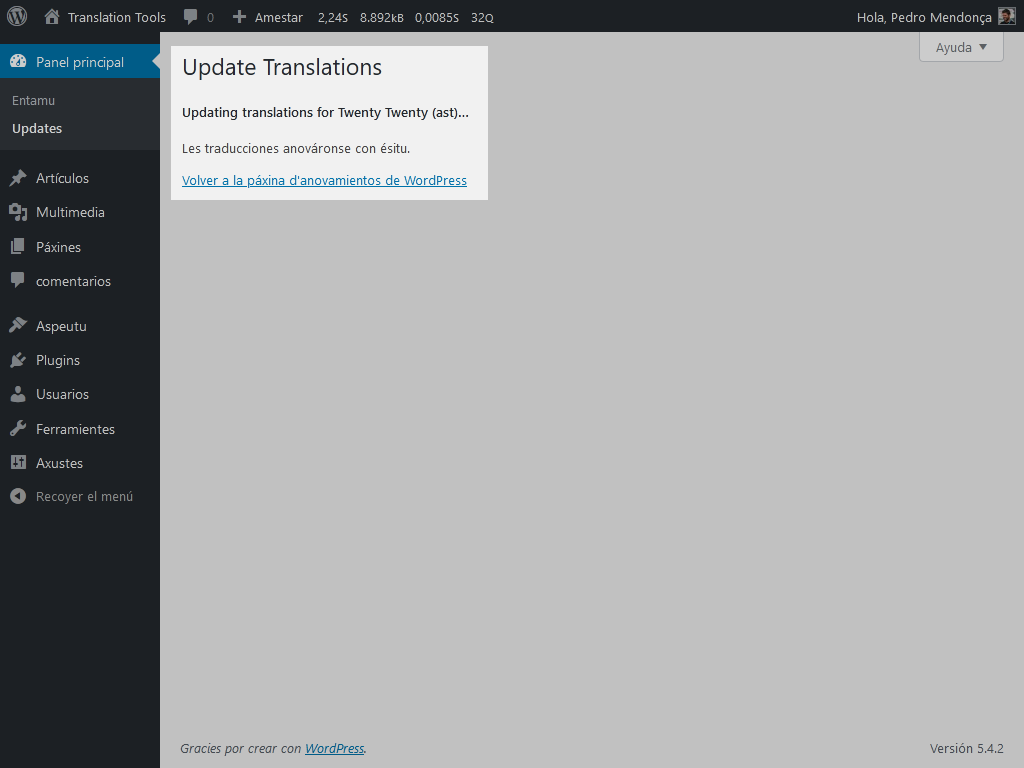 Translation Tools 0 Amestar 2,24S 8.892KB 0,0085S 32Q Hola, Pedro Mendonça
Ayuda
Panel principal
Entamu
Updates
Artículos
Multimedia
Páxines
comentarios
Aspeutu
Plugins
Usuarios
Ferramientes
Axustes
Recoyer el menú
Update Translations
Updating translations for Twenty Twenty (ast)...
Les traducciones anováronse con ésitu.
Volver a la páxina d'anovamientos de WordPress
Gracies por crear con WordPress. Versión 5.4.2